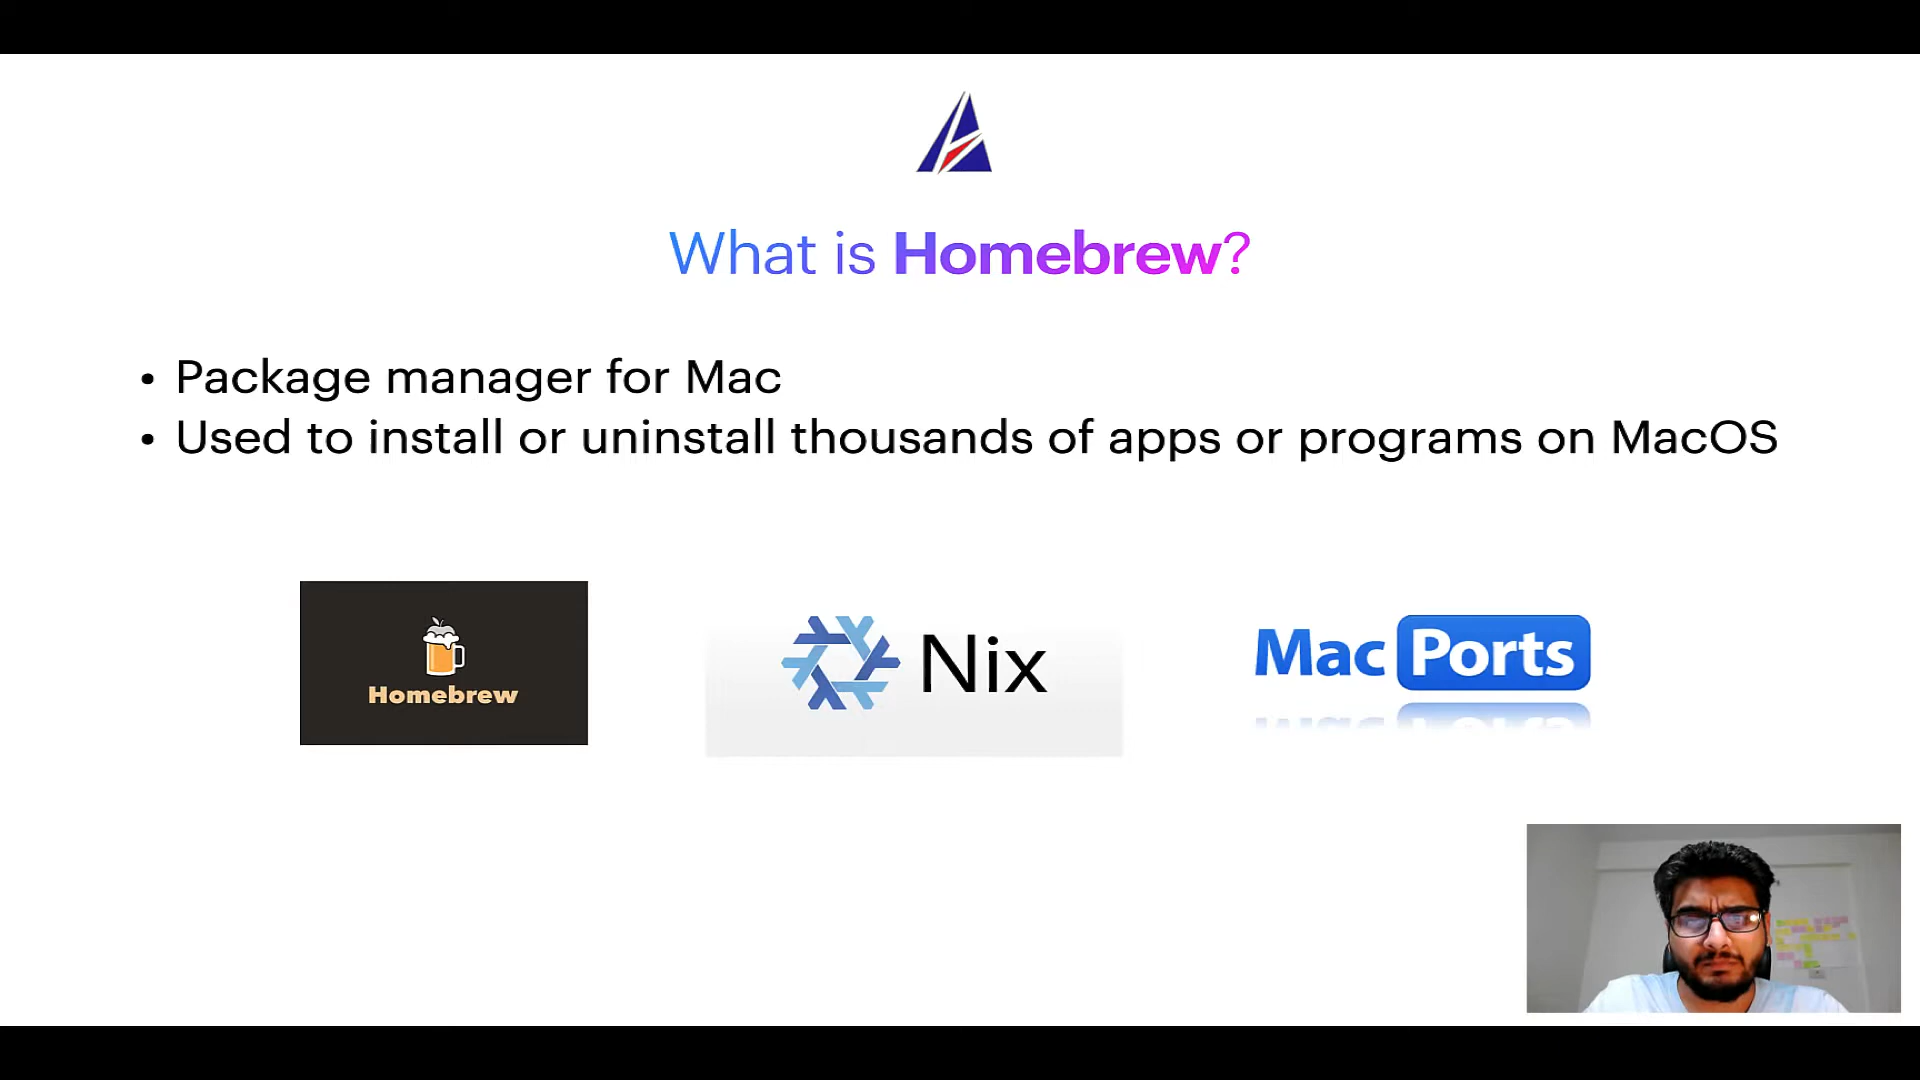 What is Homebrew?
• Package manager for Mac
• Used to install or uninstall thousands of apps or programs on MacOS
Homebrew
Nix
Mac Ports